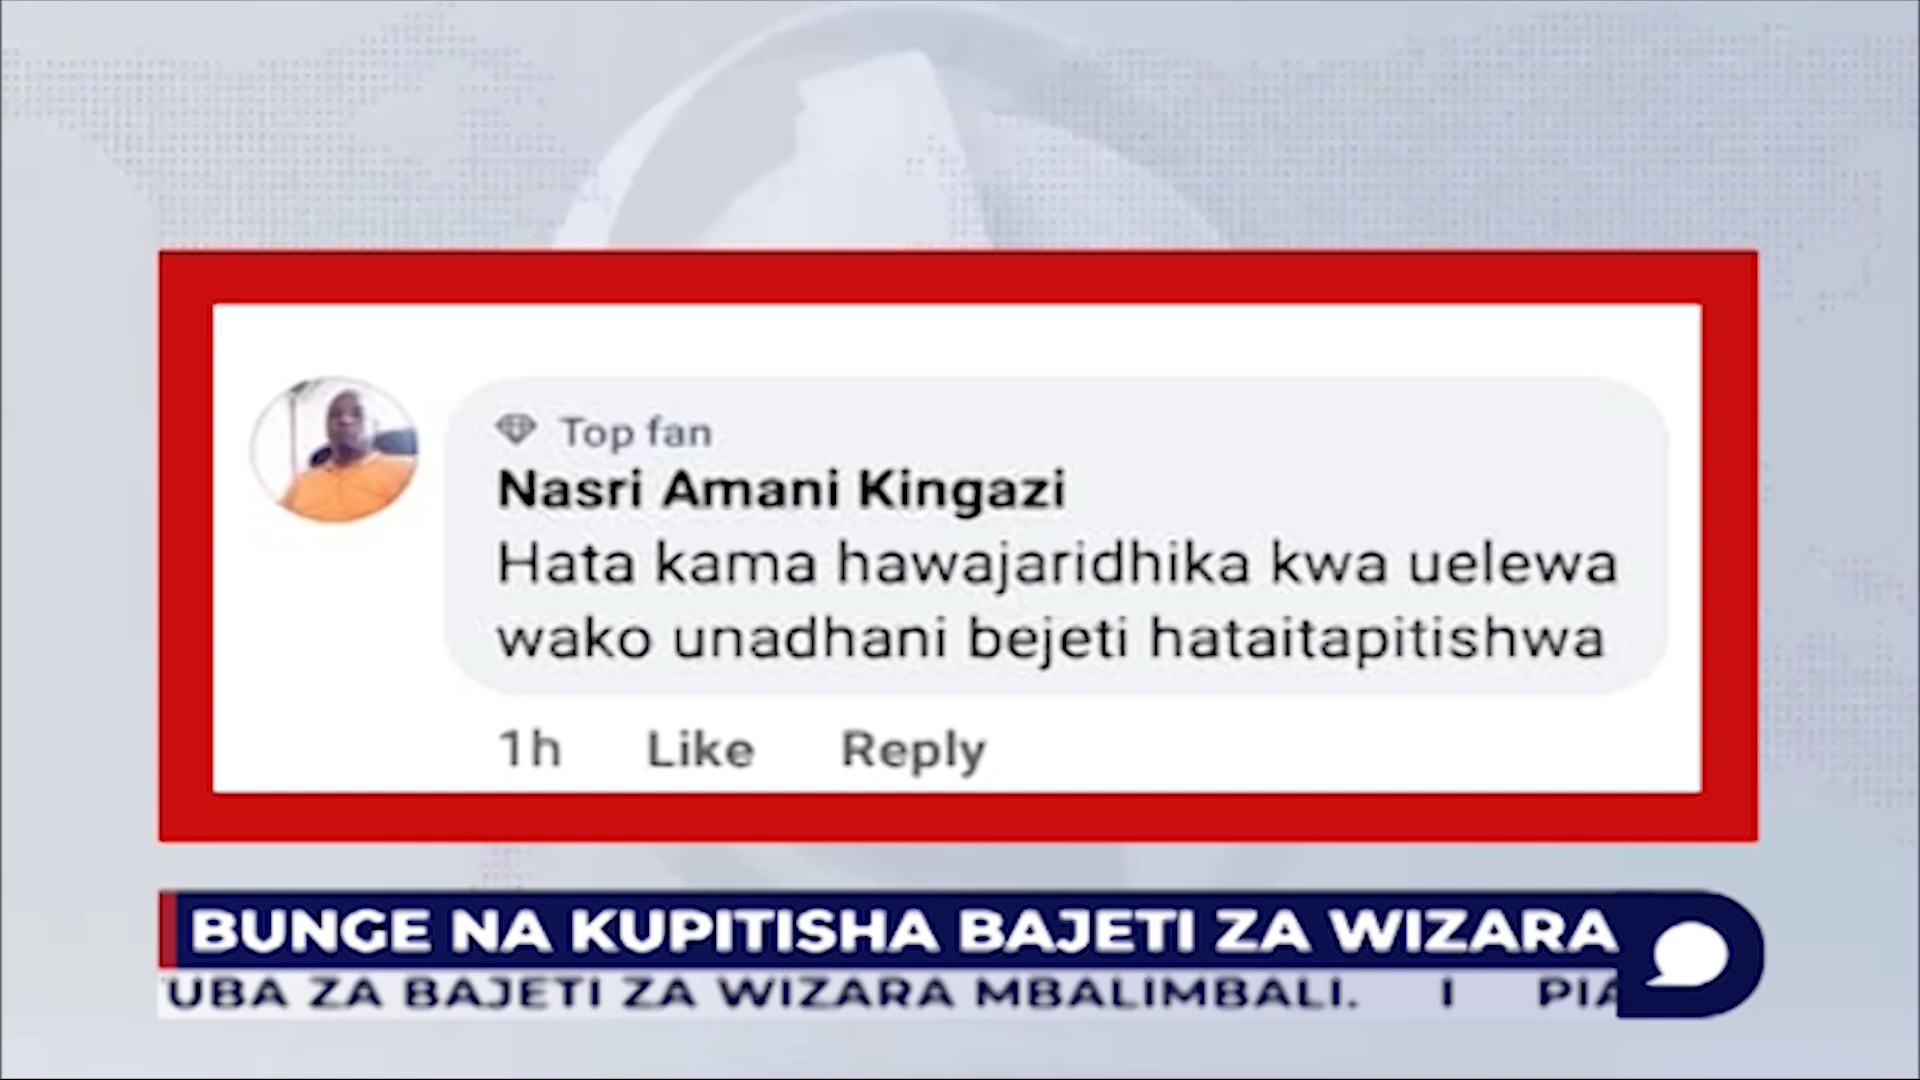 Top fan
Nasri Amani Kingazi
Hata kama hawajaridhika kwa uelewa
wako unadhani bejeti hataitapitishwa
1h Like Reply
BUNGE NA KUPITISHA BAJETI ZA WIZARA
UBA ZA BAJETI ZA WIZARA MBALIMBALI. I PIA